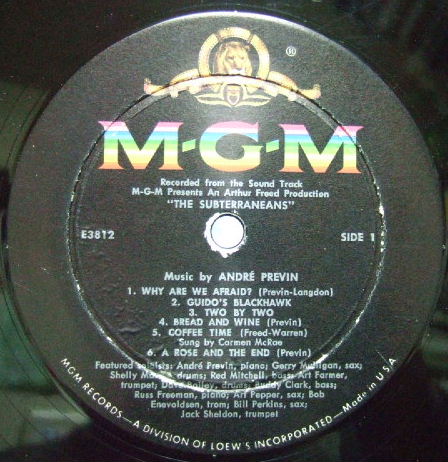 ®
M-G-M
Recorded from the Sound Track
M-G-M Presents An Arthur Freed Production
"THE SUBTERRANEANS"
E3812
SIDE 1
Music by ANDRÉ PREVIN
1. WHY ARE WE AFRAID? (Previn-Langdon)
2. GUIDO'S BLACKHAWK
3. TWO BY TWO
4. BREAD AND WINE (Previn)
5. COFFEE TIME (Freed-Warren)
Sung by Carmen McRae
6. A ROSE AND THE END (Previn)
Featured soloists: André Previn, piano; Gerry Mulligan, sax;
Shelly Manne, drums; Red Mitchell, bass; Art Farmer,
trumpet; Dave Bailey, drums; Buddy Clark, bass;
Russ Freeman, piano; Art Pepper, sax; Bob
Enevoldsen, trom; Bill Perkins, sax;
Jack Sheldon, trumpet
MGM RECORDS—A DIVISION OF LOEW'S INCORPORATED—Made in U.S.A.